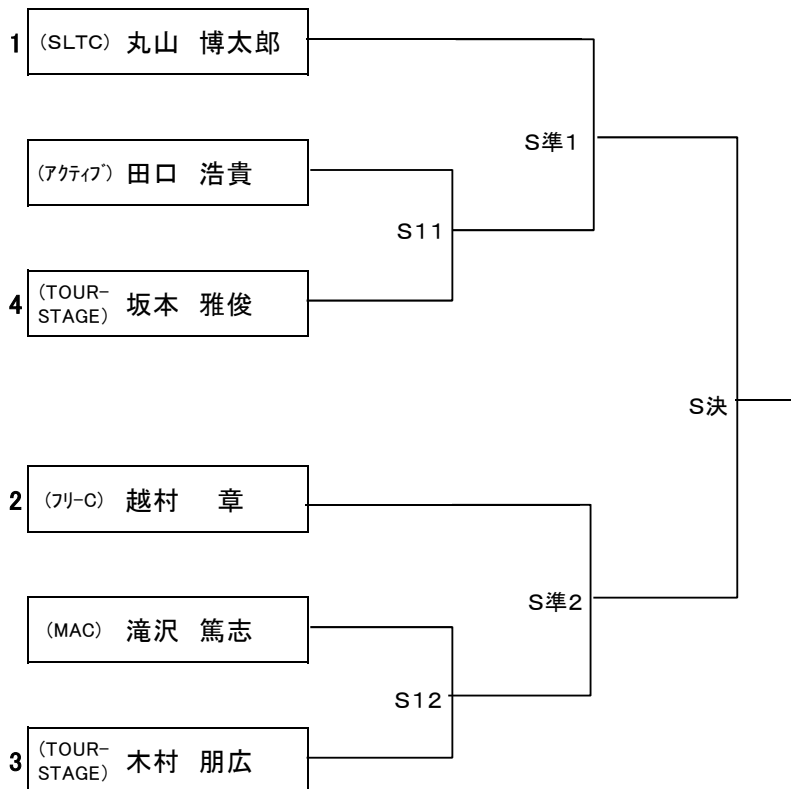 1 (SLTC) 丸山 博太郎
S準1
(アクティブ) 田口 浩貴
S11
4 (TOUR-
STAGE) 坂本 雅俊
S決
2 (フリーC) 越村 章
S準2
(MAC) 滝沢 篤志
S12
3 (TOUR-
STAGE) 木村 朋広